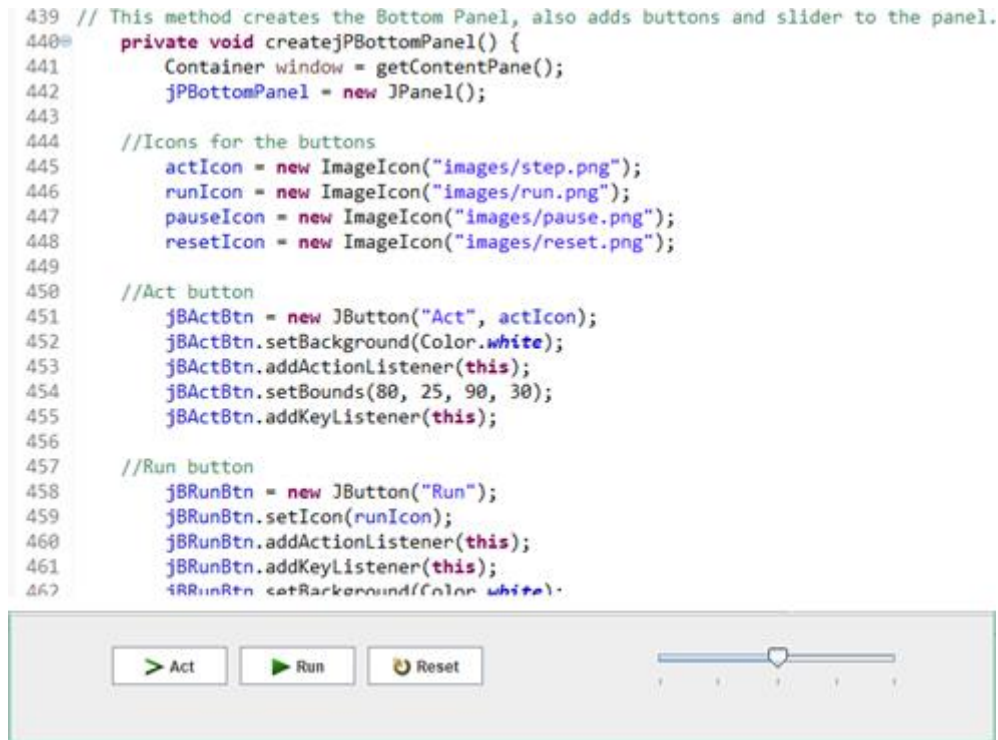 439 // This method creates the Bottom Panel, also adds buttons and slider to the panel.
440 private void createjPBottomPanel() {
441 Container window = getContentPane();
442 jPBottomPanel = new JPanel();
443
444 //Icons for the buttons
445 actIcon = new ImageIcon("images/step.png");
446 runIcon = new ImageIcon("images/run.png");
447 pauseIcon = new ImageIcon("images/pause.png");
448 resetIcon = new ImageIcon("images/reset.png");
449
450 //Act button
451 jBActBtn = new JButton("Act", actIcon);
452 jBActBtn.setBackground(Color.white);
453 jBActBtn.addActionListener(this);
454 jBActBtn.setBounds(80, 25, 90, 30);
455 jBActBtn.addKeyListener(this);
456
457 //Run button
458 jBRunBtn = new JButton("Run");
459 jBRunBtn.setIcon(runIcon);
460 jBRunBtn.addActionListener(this);
461 jBRunBtn.addKeyListener(this);
462 jBRunBtn.setBackground(Color.white);
Act Run Reset